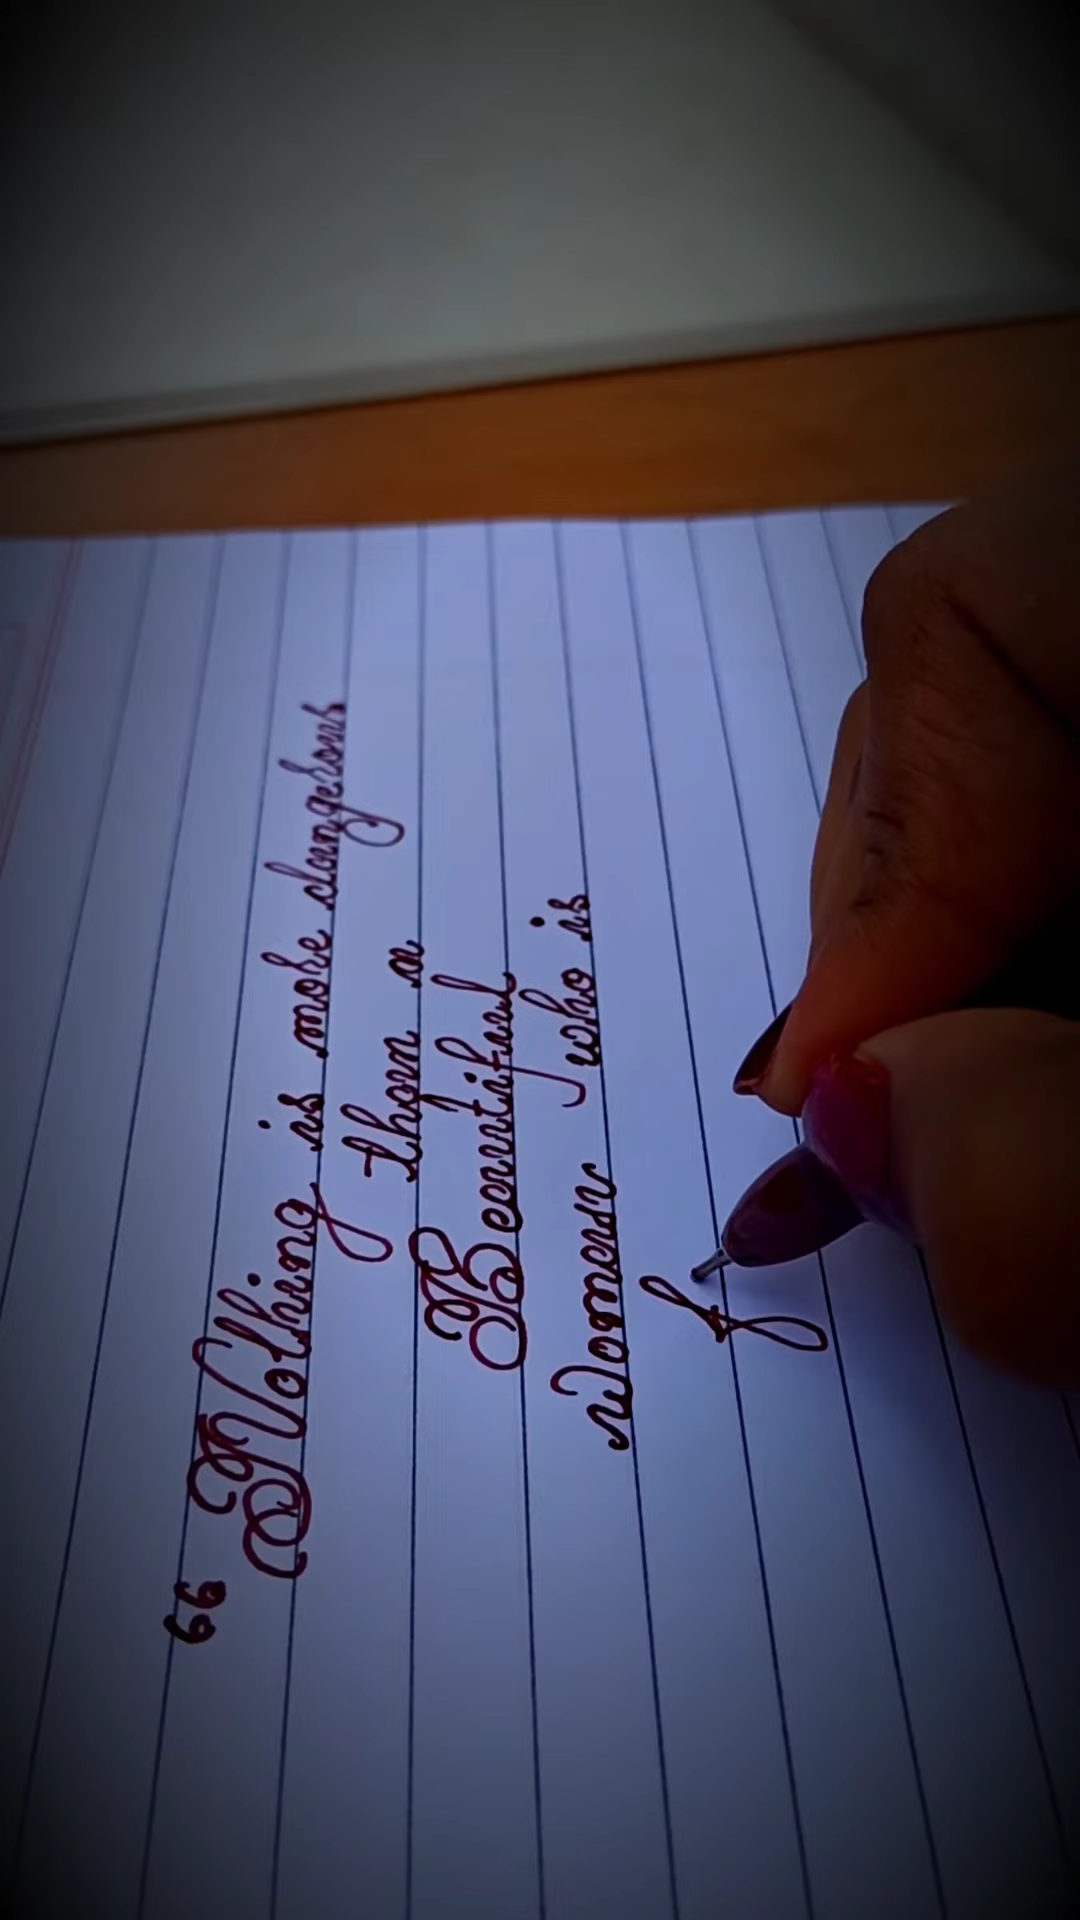 “Nothing is more dangerous
than a
Beautiful
women who is
f